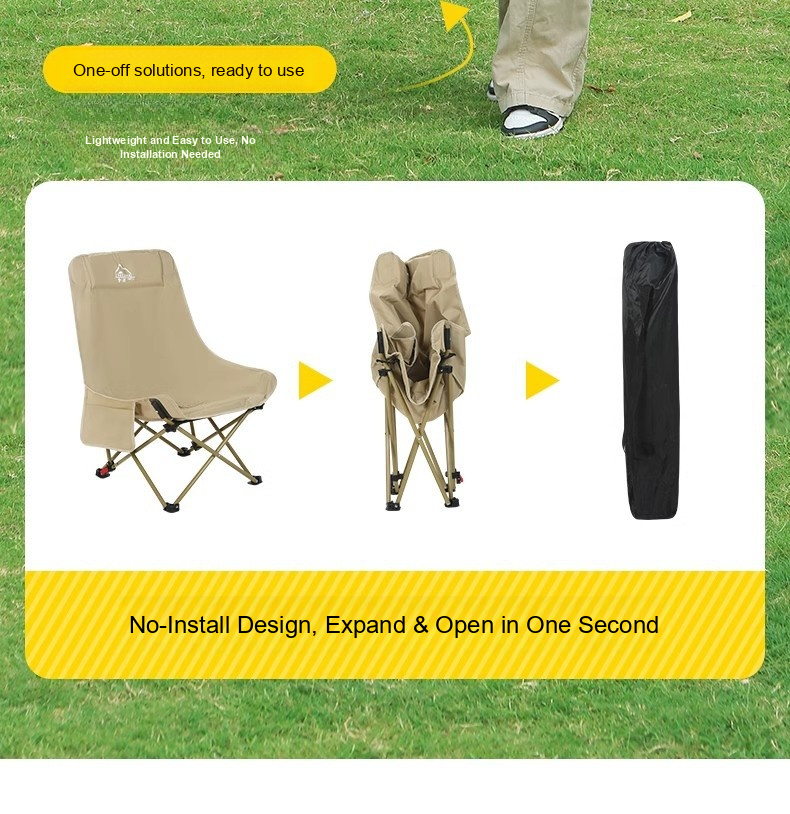 One-off solutions, ready to use
Lightweight and Easy to Use, No
Installation Needed
No-Install Design, Expand & Open in One Second